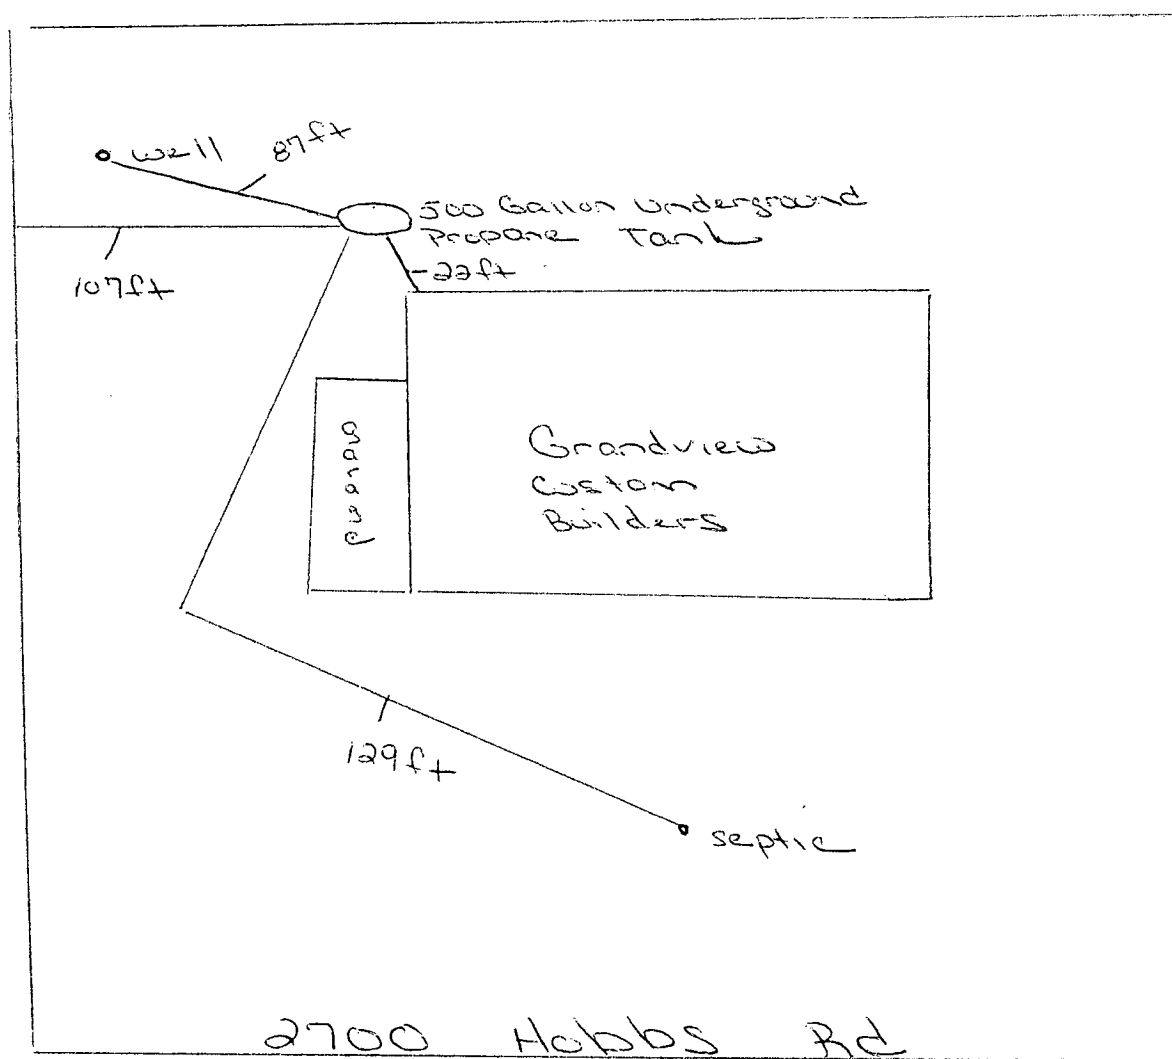 well
87ft
500 Gallon Underground
Propane Tank
22ft
107ft
garage
Grandview
Custom
Builders
129ft
septic
2700 Hobbs Rd